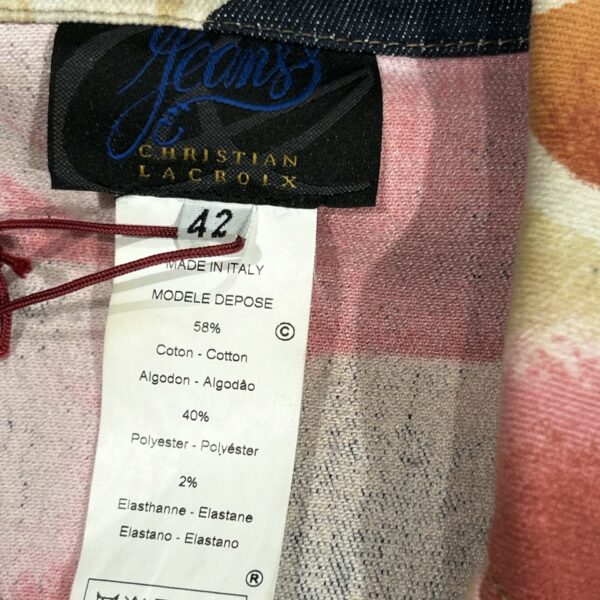 Jeans
CHRISTIAN
LACROIX
42
MADE IN ITALY
MODELE DEPOSE
58%
©
Coton - Cotton
Algodon - Algodão
40%
Polyester - Polyéster
2%
Elasthanne - Elastane
Elastano - Elastano
®